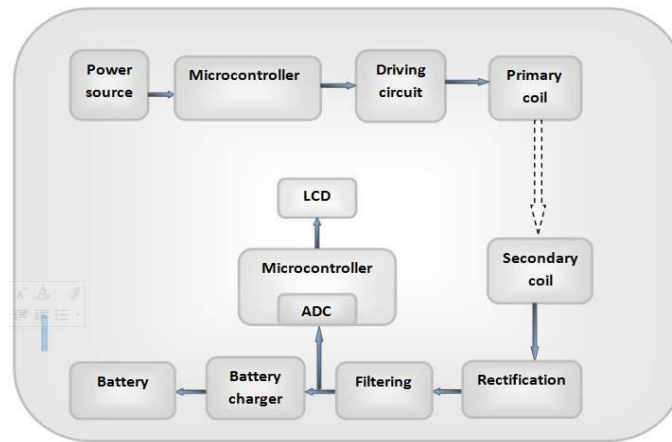 Power
source
Microcontroller
Driving
circuit
Primary
coil
LCD
Microcontroller
ADC
Secondary
coil
Battery
Battery
charger
Filtering
Rectification